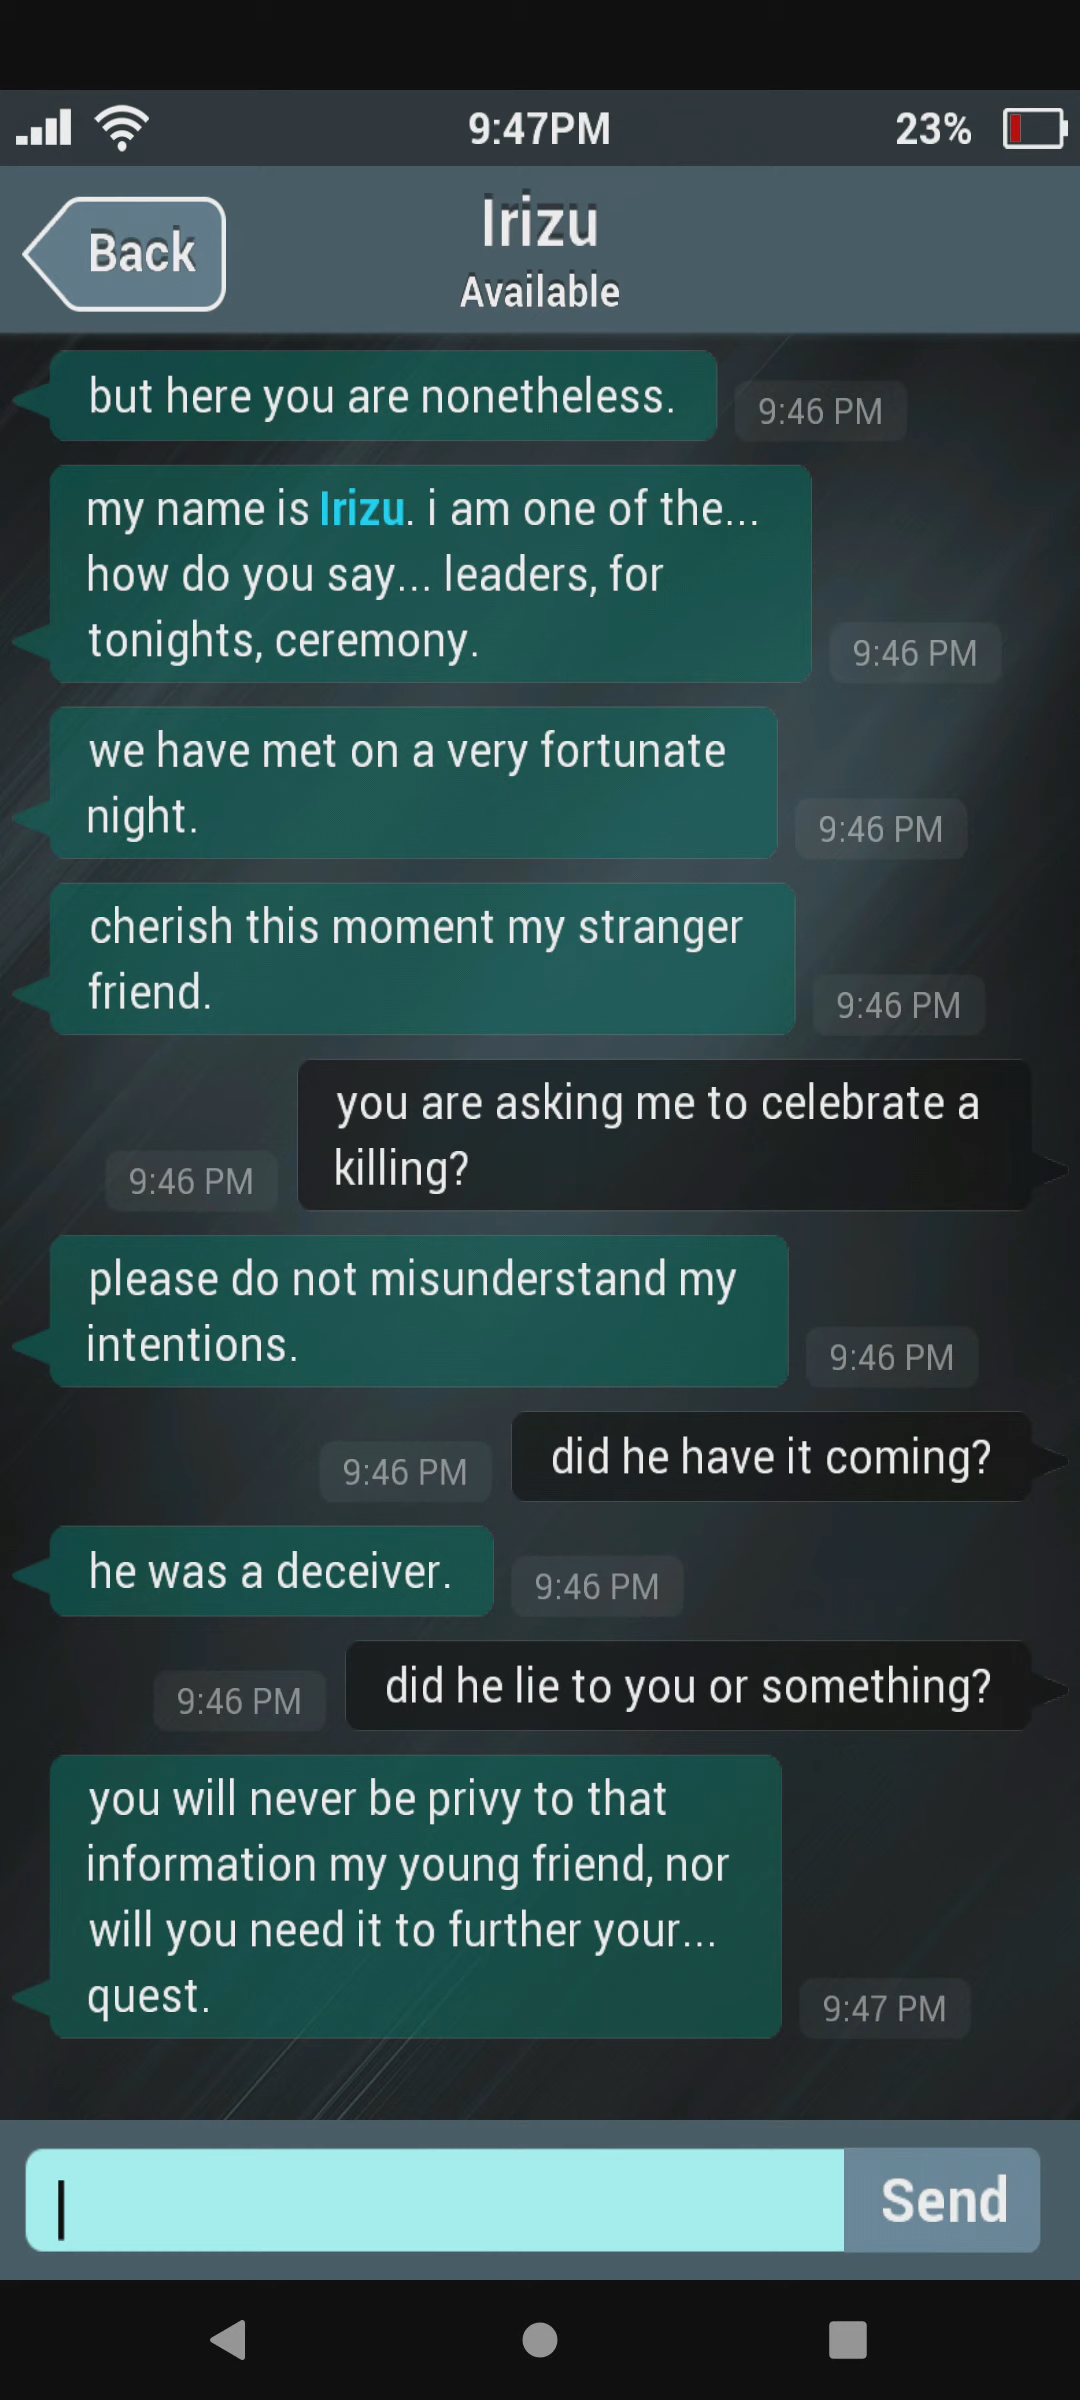 9:47PM
23%
Back
Irizu
Available
but here you are nonetheless.
9:46 PM
my name is Irizu. i am one of the...
how do you say... leaders, for
tonights, ceremony.
9:46 PM
we have met on a very fortunate
night.
9:46 PM
cherish this moment my stranger
friend.
9:46 PM
you are asking me to celebrate a
killing?
9:46 PM
please do not misunderstand my
intentions.
9:46 PM
did he have it coming?
9:46 PM
he was a deceiver.
9:46 PM
did he lie to you or something?
9:46 PM
you will never be privy to that
information my young friend, nor
will you need it to further your...
quest.
9:47 PM
Send